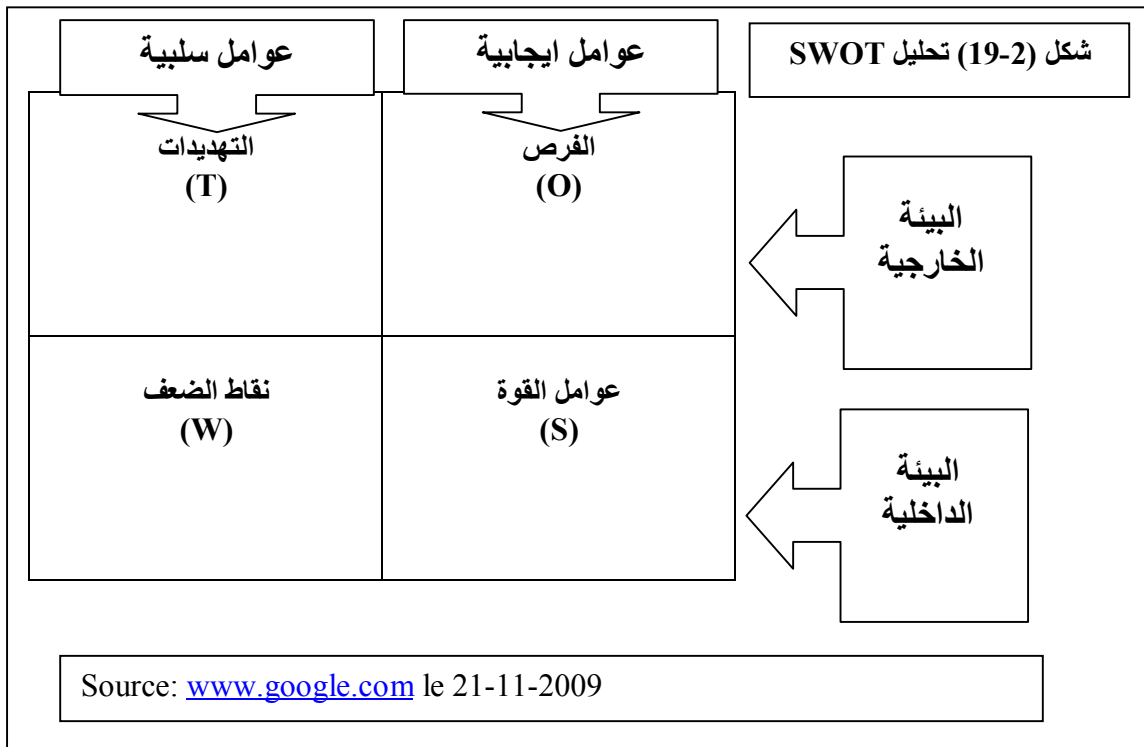 شكل (2-19) تحليل SWOT
عوامل ايجابية
عوامل سلبية
الفرص
(O)
التهديدات
(T)
البيئة
الخارجية
عوامل القوة
(S)
نقاط الضعف
(W)
البيئة
الداخلية
Source: www.google.com le 21-11-2009